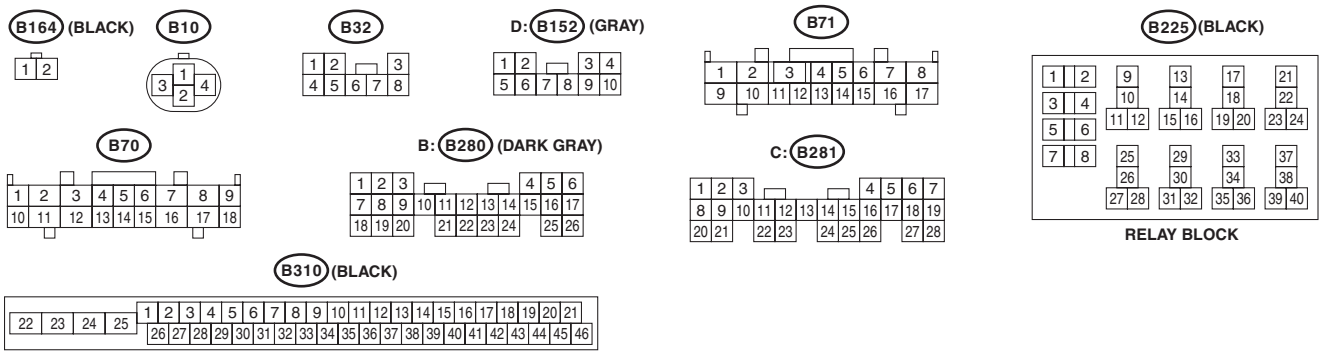 B164 (BLACK)
1 2
B10
1
3 4
2
B32
1 2 3
4 5 6 7 8
D: B152 (GRAY)
1 2 3 4
5 6 7 8 9 10
B71
1 2 3 4 5 6 7 8
9 10 11 12 13 14 15 16 17
B225 (BLACK)
1 2
3 4
5 6
7 8
9
10
11 12
13
14
15 16
17
18
19 20
21
22
23 24
25
26
27 28
29
30
31 32
33
34
35 36
37
38
39 40
RELAY BLOCK
B70
1 2 3 4 5 6 7 8 9
10 11 12 13 14 15 16 17 18
B: B280 (DARK GRAY)
1 2 3 4 5 6
7 8 9 10 11 12 13 14 15 16 17
18 19 20 21 22 23 24 25 26
C: B281
1 2 3 4 5 6 7
8 9 10 11 12 13 14 15 16 17 18 19
20 21 22 23 24 25 26 27 28
B310 (BLACK)
22 23 24 25
1 2 3 4 5 6 7 8 9 10 11 12 13 14 15 16 17 18 19 20 21
26 27 28 29 30 31 32 33 34 35 36 37 38 39 40 41 42 43 44 45 46